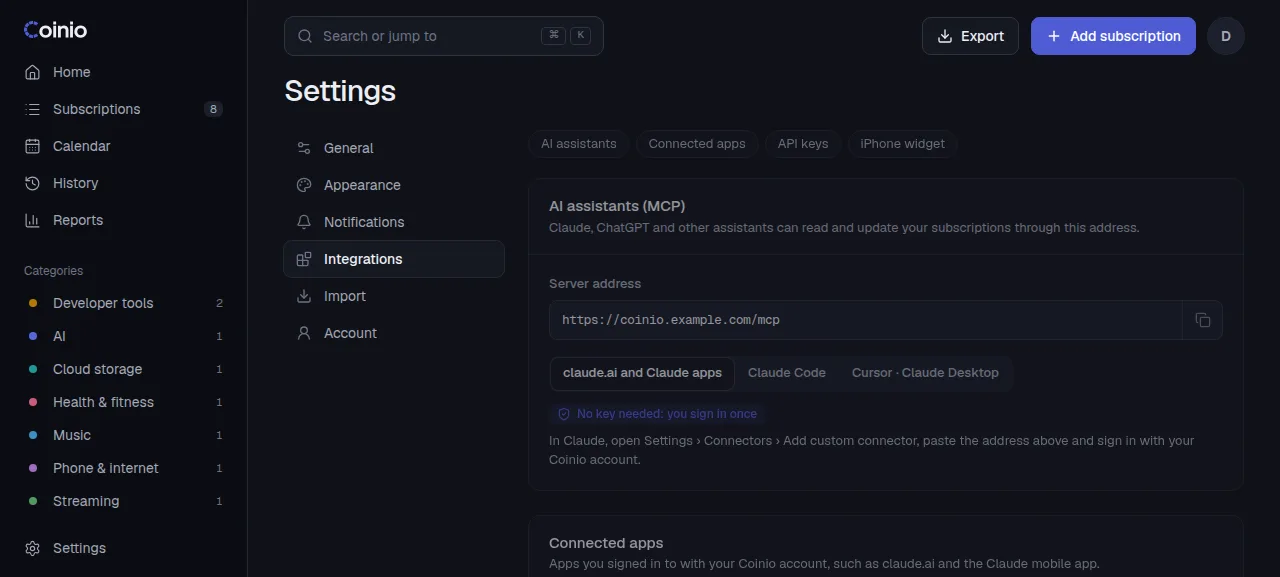 Coinio
Home
Subscriptions 8
Calendar
History
Reports
Categories
Developer tools 2
AI 1
Cloud storage 1
Health & fitness 1
Music 1
Phone & internet 1
Streaming 1
Settings
Search or jump to ⌘ K
Export
+ Add subscription
D
Settings
General
Appearance
Notifications
Integrations
Import
Account
AI assistants Connected apps API keys iPhone widget
AI assistants (MCP)
Claude, ChatGPT and other assistants can read and update your subscriptions through this address.
Server address
https://coinio.example.com/mcp
claude.ai and Claude apps Claude Code Cursor · Claude Desktop
No key needed: you sign in once
In Claude, open Settings › Connectors › Add custom connector, paste the address above and sign in with your
Coinio account.
Connected apps
Apps you signed in to with your Coinio account, such as claude.ai and the Claude mobile app.